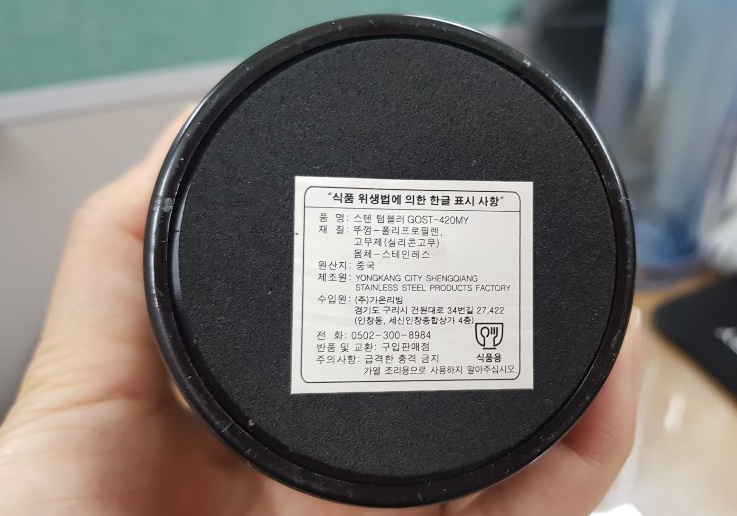 "식품 위생법에 의한 한글 표시 사항"
품 명: 스텐 텀블러 GOST-420MY
재 질: 뚜껑-폴리프로필렌,
고무제(실리콘고무)
몸체-스테인레스
원산지: 중국
제조원: YONGKANG CITY SHENGQIANG
STAINLESS STEEL PRODUCTS FACTORY
수입원: (주)가온리빙
경기도 구리시 건원대로 34번길 27,422
(인창동, 세신인창종합상가 4층)
전 화: 0502-300-8984
반품 및 교환: 구입판매점
식품용
주의사항: 급격한 충격 금지
가열 조리용으로 사용하지 말아주십시오.